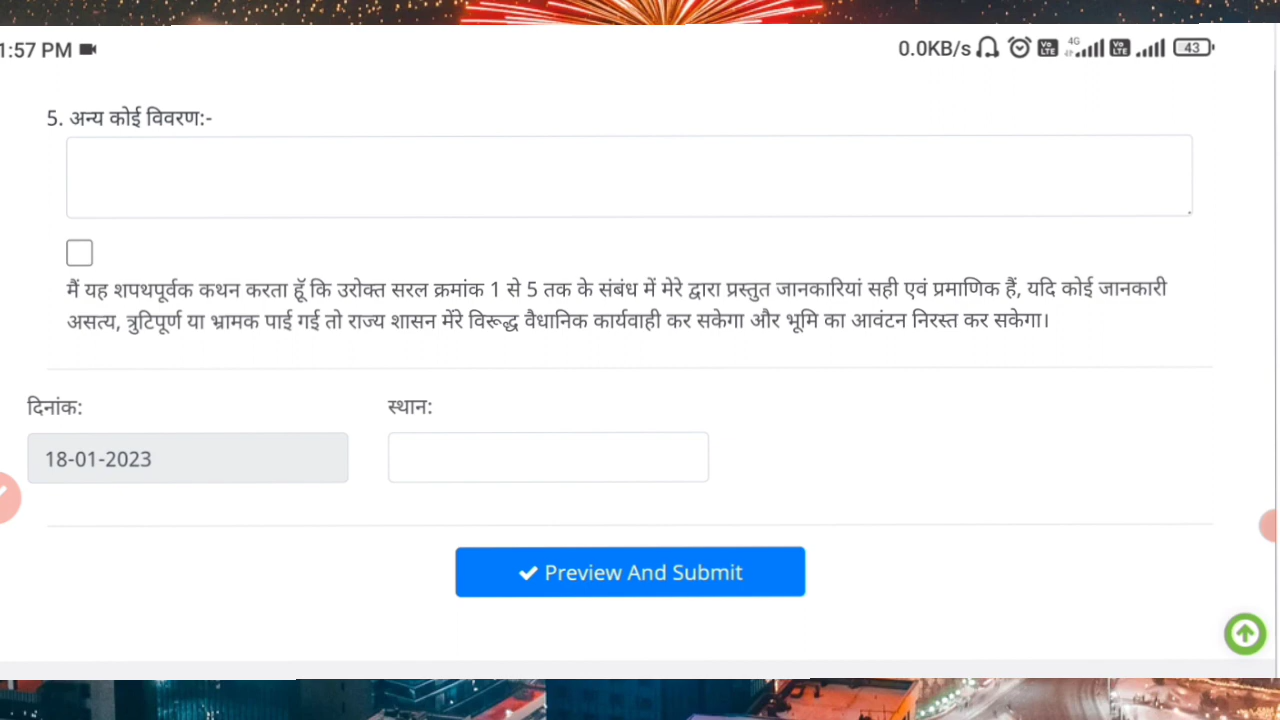 1:57 PM
0.0KB/s 4G 43
5. अन्य कोई विवरण:-
मैं यह शपथपूर्वक कथन करता हूॅं कि उरोक्त सरल क्रमांक 1 से 5 तक के संबंध में मेरे द्वारा प्रस्तुत जानकारियां सही एवं प्रमाणिक हैं, यदि कोई जानकारी
असत्य, त्रुटिपूर्ण या भ्रामक पाई गई तो राज्य शासन मेंरे विरूद्ध वैधानिक कार्यवाही कर सकेगा और भूमि का आवंटन निरस्त कर सकेगा।
दिनांक: स्थान:
18-01-2023
Preview And Submit